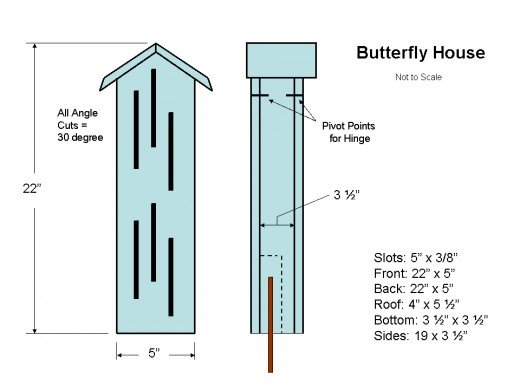 Butterfly House
Not to Scale
All Angle
Cuts =
30 degree
Pivot Points
for Hinge
22”
3 ½”
5”
Slots: 5” x 3/8”
Front: 22” x 5”
Back: 22” x 5”
Roof: 4” x 5 ½”
Bottom: 3 ½” x 3 ½”
Sides: 19 x 3 ½”